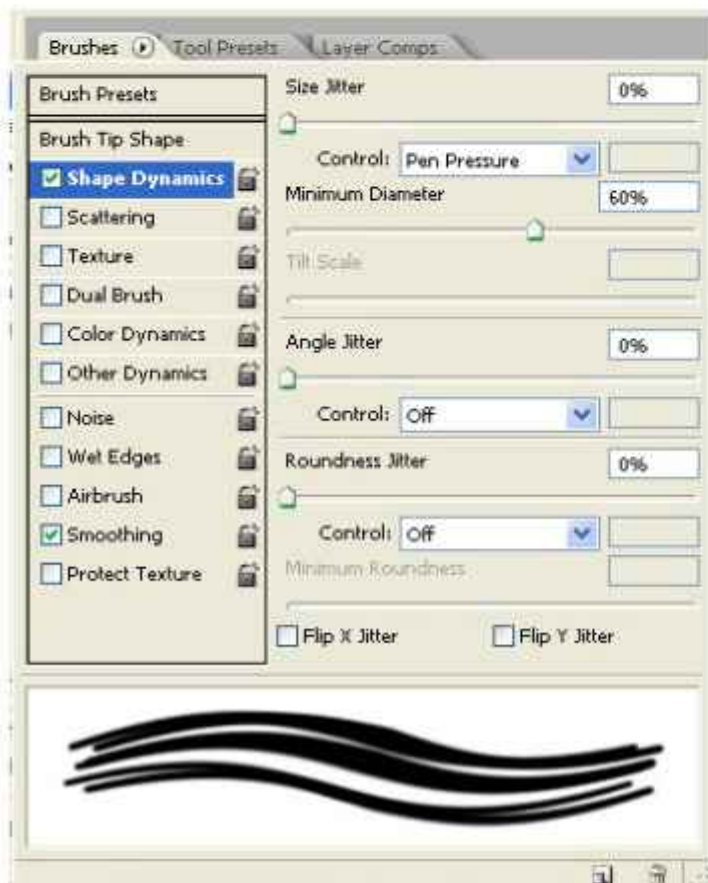 Brushes Tool Presets Layer Comps
Brush Presets
Brush Tip Shape
Shape Dynamics
Scattering
Texture
Dual Brush
Color Dynamics
Other Dynamics
Noise
Wet Edges
Airbrush
Smoothing
Protect Texture
Size Jitter 0%
Control: Pen Pressure
Minimum Diameter 60%
Tilt Scale
Angle Jitter 0%
Control: Off
Roundness Jitter 0%
Control: Off
Minimum Roundness
Flip X Jitter Flip Y Jitter